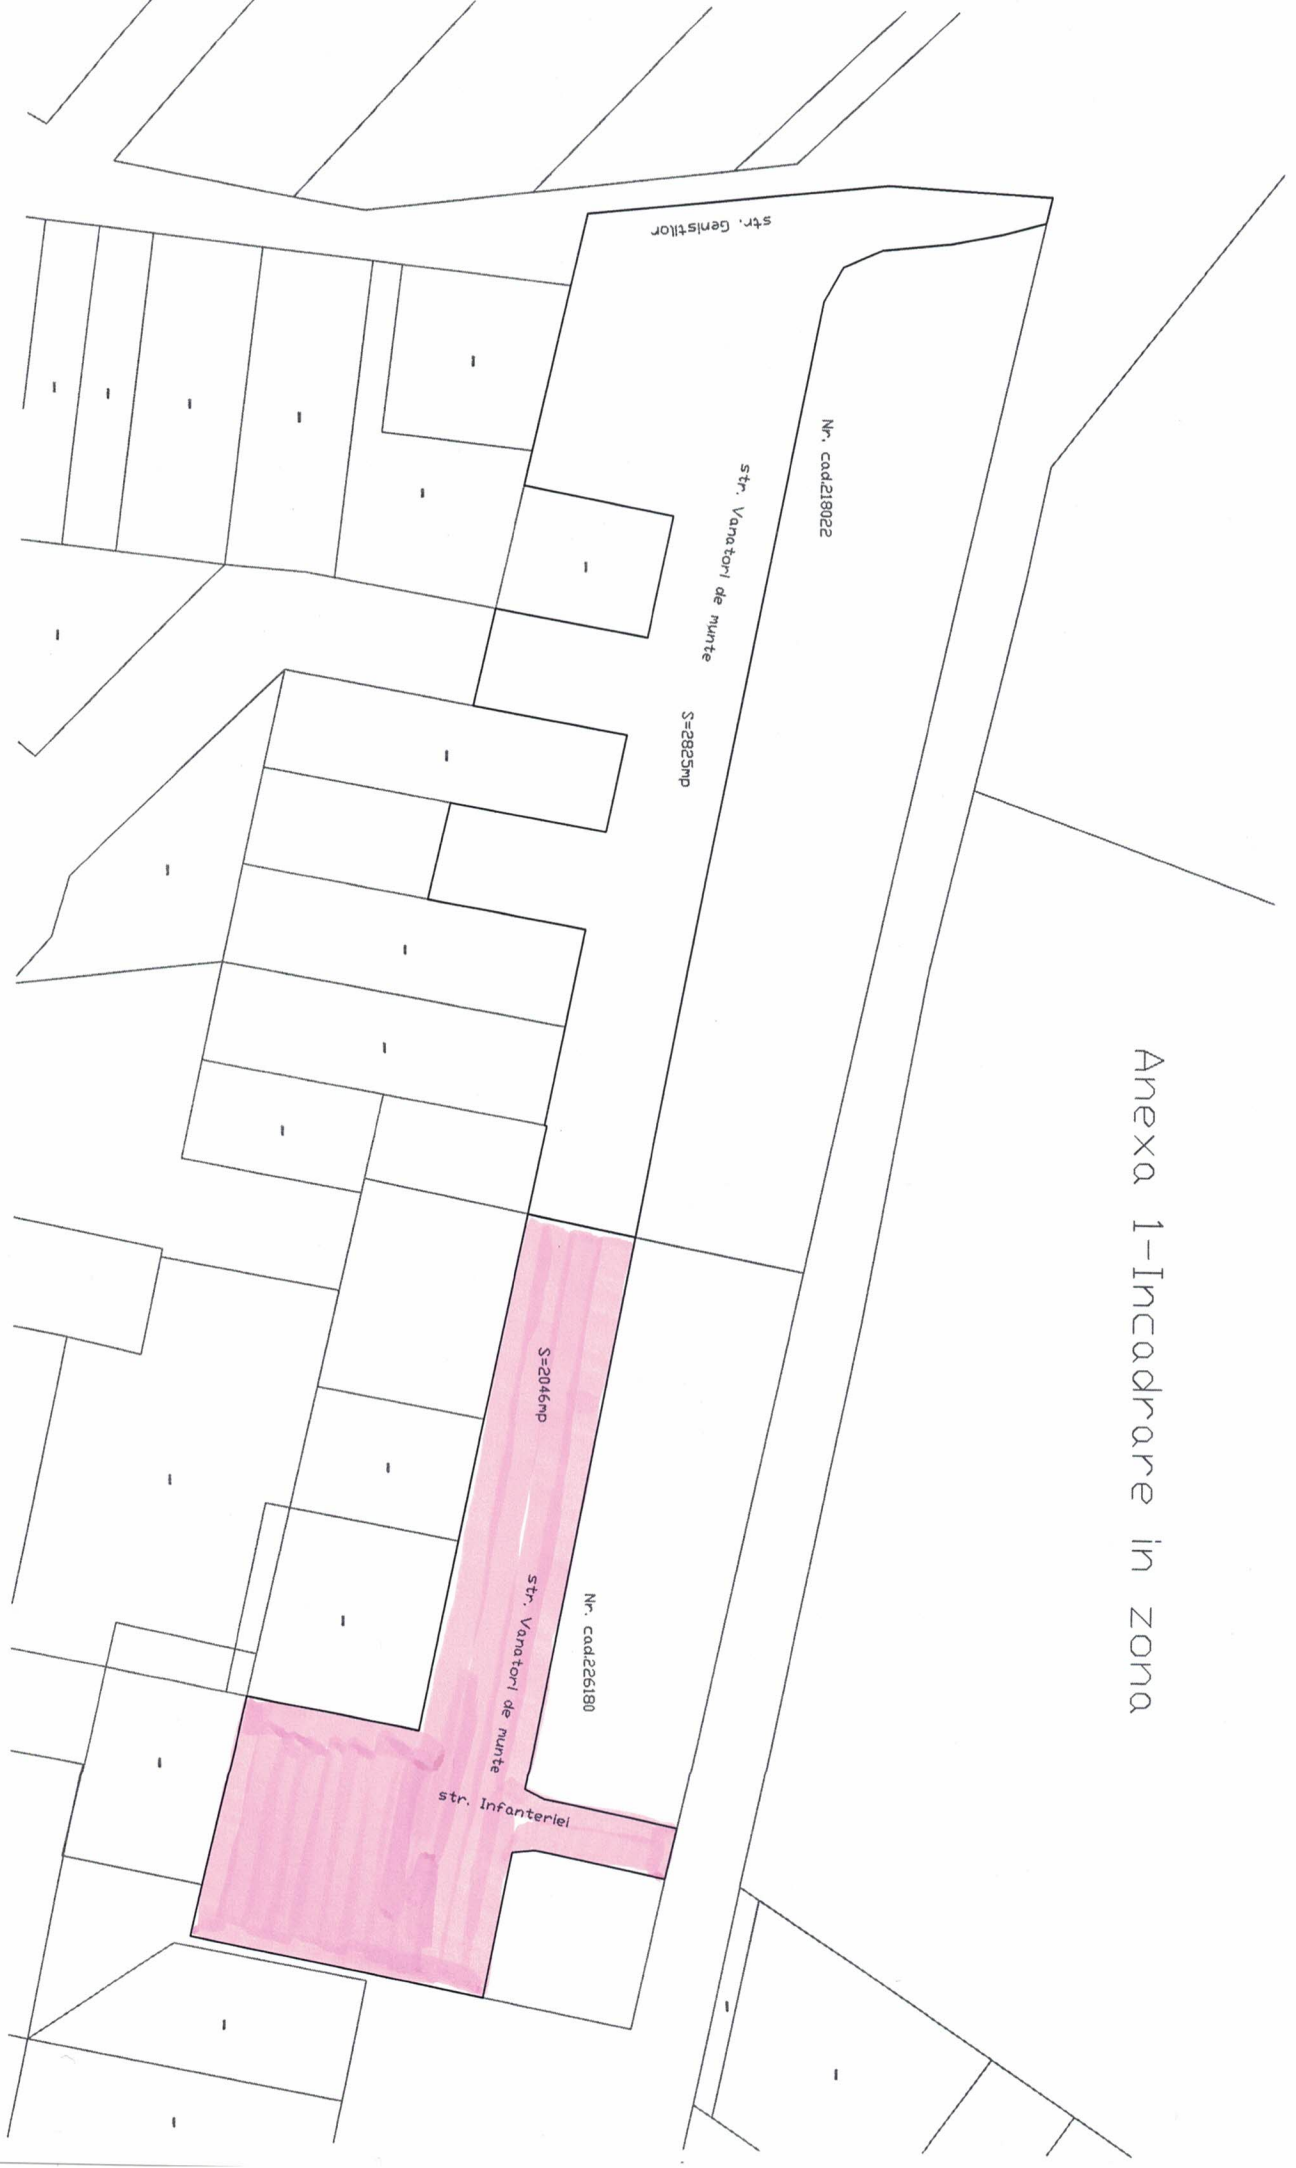 Anexa 1-Incadrare in zona
str. Genistilor
Nr. cad.218022
str. Vanatori de munte
S=2825mp
S=2046mp
Nr. cad.226180
str. Vanatori de munte
str. Infanteriei